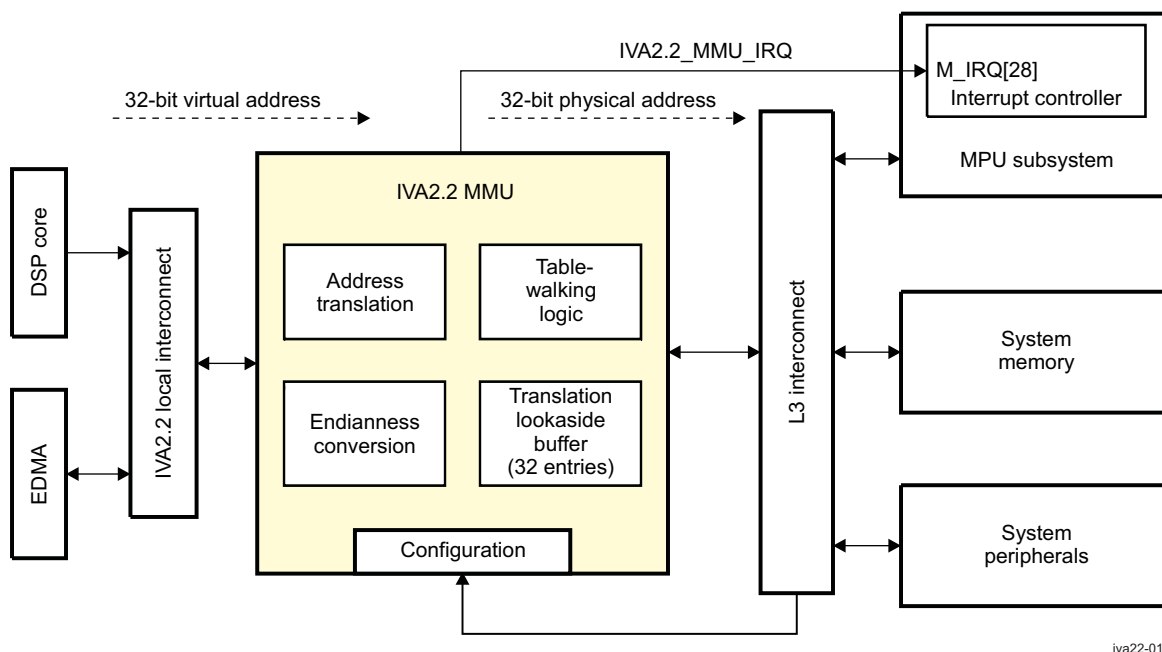 IVA2.2_MMU_IRQ
M_IRQ[28]
Interrupt controller
MPU subsystem
32-bit virtual address
32-bit physical address
DSP core
EDMA
IVA2.2 local interconnect
IVA2.2 MMU
Address
translation
Table-
walking
logic
Endianness
conversion
Translation
lookaside
buffer
(32 entries)
Configuration
L3 interconnect
System
memory
System
peripherals